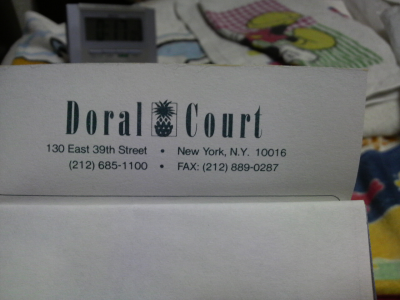 Doral Court
130 East 39th Street • New York, N.Y. 10016
(212) 685-1100 • FAX: (212) 889-0287